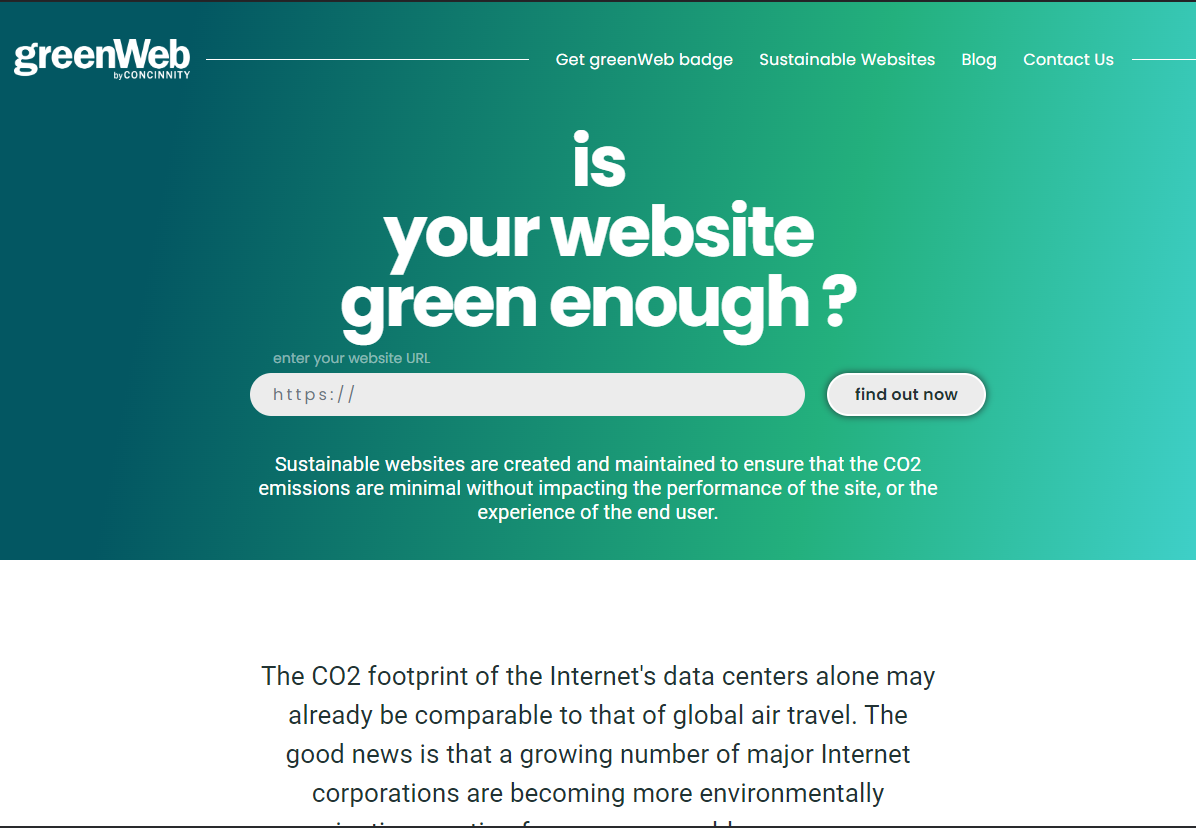 greenWeb
by CONCINNITY
Get greenWeb badge
Sustainable Websites
Blog
Contact Us
is
your website
green enough ?
enter your website URL
https://
find out now
Sustainable websites are created and maintained to ensure that the CO2
emissions are minimal without impacting the performance of the site, or the
experience of the end user.
The CO2 footprint of the Internet's data centers alone may
already be comparable to that of global air travel. The
good news is that a growing number of major Internet
corporations are becoming more environmentally